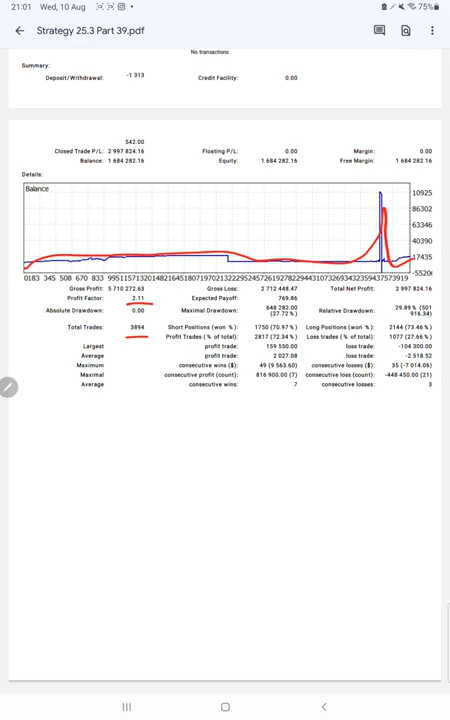 21:01 Wed, 10 Aug 75%
Strategy 25.3 Part 39.pdf
No transactions
Summary:
Deposit/Withdrawal: -1 313 Credit Facility: 0.00
542.00
Closed Trade P/L: 2 997 824.16 Floating P/L: 0.00 Margin: 0.00
Balance: 1 684 282.16 Equity: 1 684 282.16 Free Margin: 1 684 282.16
Details:
Balance
10925
86302
63346
40390
17435
-5520
0183 345 508 670 833
Gross Profit: 5 710 272.63 Gross Loss: 2 712 448.47 Total Net Profit: 2 997 824.16
Profit Factor: 2.11 Expected Payoff: 769.86
Absolute Drawdown: 0.00 Maximal Drawdown: 648 282.00 (27.72 %) Relative Drawdown: 29.89 % (501 916.34)
Total Trades: 3894 Short Positions (won %): 1750 (70.97%) Long Positions (won %): 2144 (73.46 %)
Profit Trades (% of total): 2817 (72.34 %) Loss trades (% of total): 1077 (27.66 %)
Largest profit trade: 159 550.00 loss trade: -104 300.00
Average profit trade: 2 027.08 loss trade: -2 518.52
Maximum consecutive wins ($): 49 (9 563.60) consecutive losses ($): 35 (-7 014.06)
Maximal consecutive profit (count): 816 900.00 (7) consecutive loss (count): -448 450.00 (21)
Average consecutive wins: 7 consecutive losses: 3